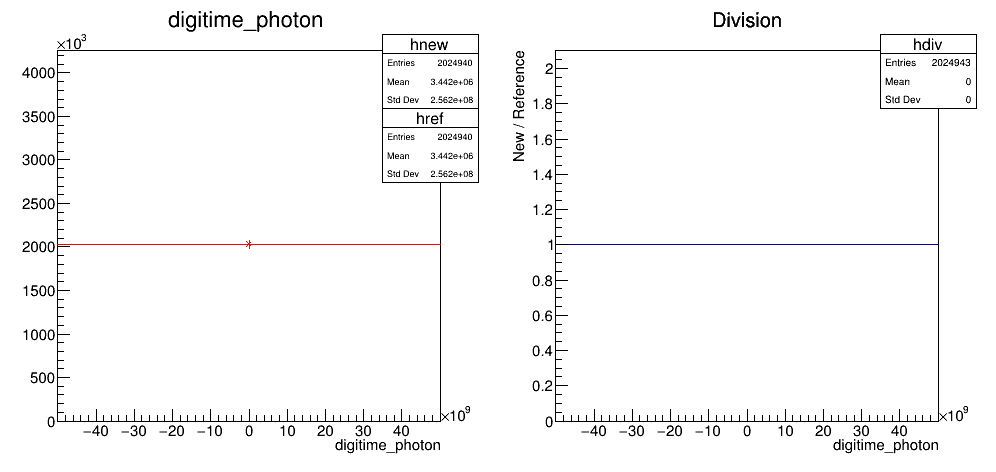 digitime_photon
×10³
hnew
Entries 2024940
Mean 3.442e+06
Std Dev 2.562e+08
href
Entries 2024940
Mean 3.442e+06
Std Dev 2.562e+08
4000
3500
3000
2500
2000
1500
1000
500
0
−40 −30 −20 −10 0 10 20 30 40
×10⁹
digitime_photon
Division
hdiv
Entries 2024943
Mean 0
Std Dev 0
New / Reference
2
1.8
1.6
1.4
1.2
1
0.8
0.6
0.4
0.2
0
−40 −30 −20 −10 0 10 20 30 40
×10⁹
digitime_photon